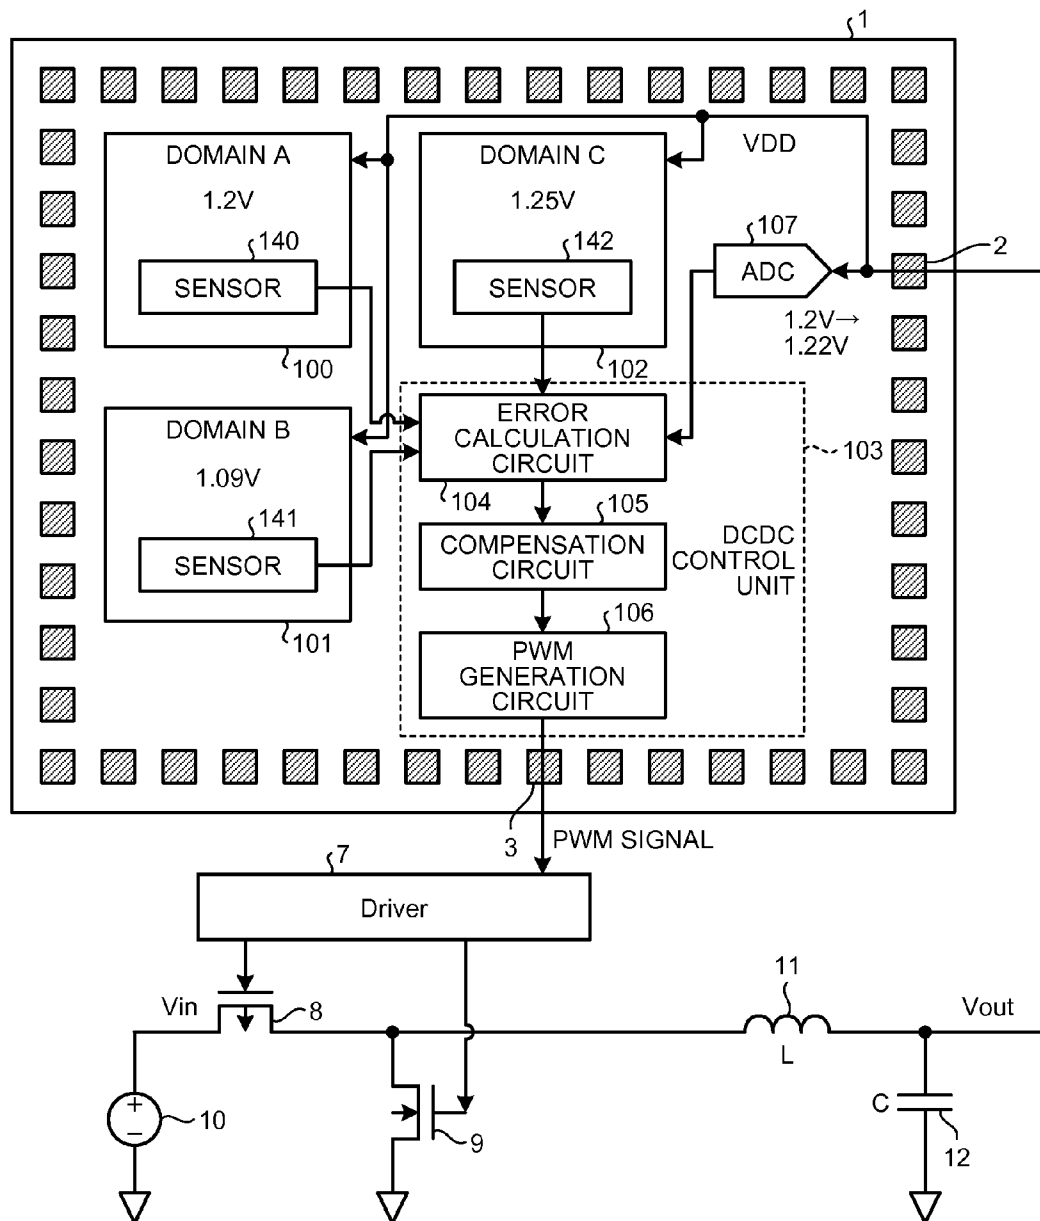 1
DOMAIN A
1.2V
140
SENSOR
100
DOMAIN C
1.25V
142
SENSOR
102
VDD
107
ADC
2
1.2V→
1.22V
DOMAIN B
1.09V
141
SENSOR
101
ERROR
CALCULATION
CIRCUIT
104
103
105
COMPENSATION
CIRCUIT
DCDC
CONTROL
UNIT
106
PWM
GENERATION
CIRCUIT
3
PWM SIGNAL
7
Driver
Vin
8
11
L
Vout
10
+
−
9
C
12